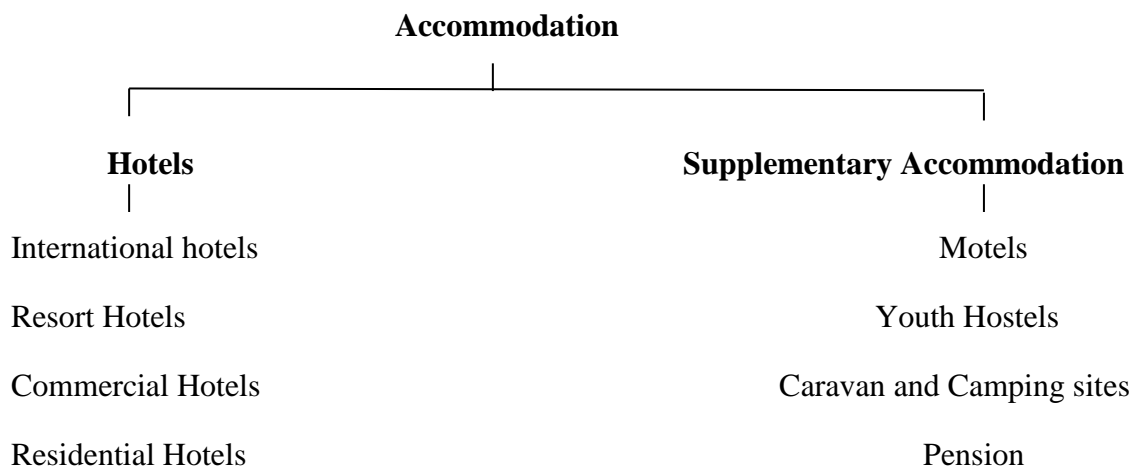 Accommodation
Hotels
Supplementary Accommodation
International hotels
Motels
Resort Hotels
Youth Hostels
Commercial Hotels
Caravan and Camping sites
Residential Hotels
Pension